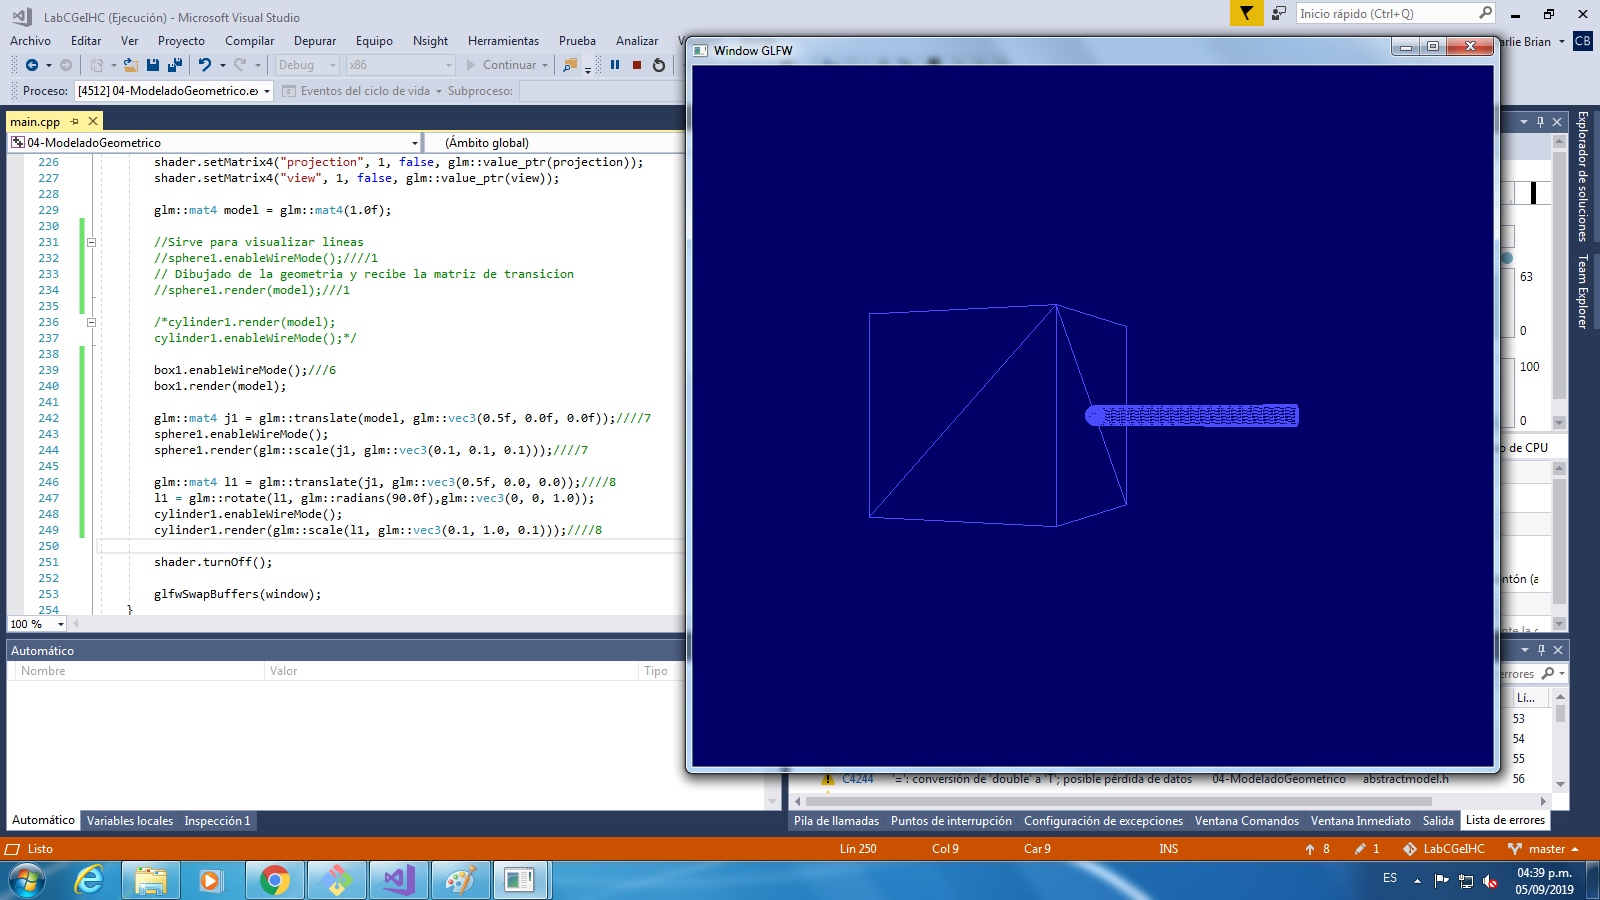 LabCGeIHC (Ejecución) - Microsoft Visual Studio
Inicio rápido (Ctrl+Q)
Archivo Editar Ver Proyecto Compilar Depurar Equipo Nsight Herramientas Prueba Analizar
rlie Brian CB
Debug x86 Continuar
Proceso: [4512] 04-ModeladoGeometrico.ex Eventos del ciclo de vida Subproceso:
Window GLFW
main.cpp
04-ModeladoGeometrico (Ámbito global)
226 shader.setMatrix4("projection", 1, false, glm::value_ptr(projection));
227 shader.setMatrix4("view", 1, false, glm::value_ptr(view));
228
229 glm::mat4 model = glm::mat4(1.0f);
230
231 //Sirve para visualizar lineas
232 //sphere1.enableWireMode();////1
233 // Dibujado de la geometria y recibe la matriz de transicion
234 //sphere1.render(model);///1
235
236 /*cylinder1.render(model);
237 cylinder1.enableWireMode();*/
238
239 box1.enableWireMode();///6
240 box1.render(model);
241
242 glm::mat4 j1 = glm::translate(model, glm::vec3(0.5f, 0.0f, 0.0f));////7
243 sphere1.enableWireMode();
244 sphere1.render(glm::scale(j1, glm::vec3(0.1, 0.1, 0.1)));////7
245
246 glm::mat4 l1 = glm::translate(j1, glm::vec3(0.5f, 0.0, 0.0));////8
247 l1 = glm::rotate(l1, glm::radians(90.0f),glm::vec3(0, 0, 1.0));
248 cylinder1.enableWireMode();
249 cylinder1.render(glm::scale(l1, glm::vec3(0.1, 1.0, 0.1)));////8
250
251 shader.turnOff();
252
253 glfwSwapBuffers(window);
254 }
100 %
Explorador de soluciones
Team Explorer
63
0
100
0
o de CPU
ntón (a
errores
Lí...
53
54
55
56
C4244 '=': conversión de 'double' a 'T'; posible pérdida de datos 04-ModeladoGeometrico abstractmodel.h
Automático
Nombre Valor Tipo
Automático Variables locales Inspección 1
Pila de llamadas Puntos de interrupción Configuración de excepciones Ventana Comandos Ventana Inmediato Salida Lista de errores
Listo Lín 250 Col 9 Car 9 INS 8 1 LabCGeIHC master
ES
04:39 p.m.
05/09/2019